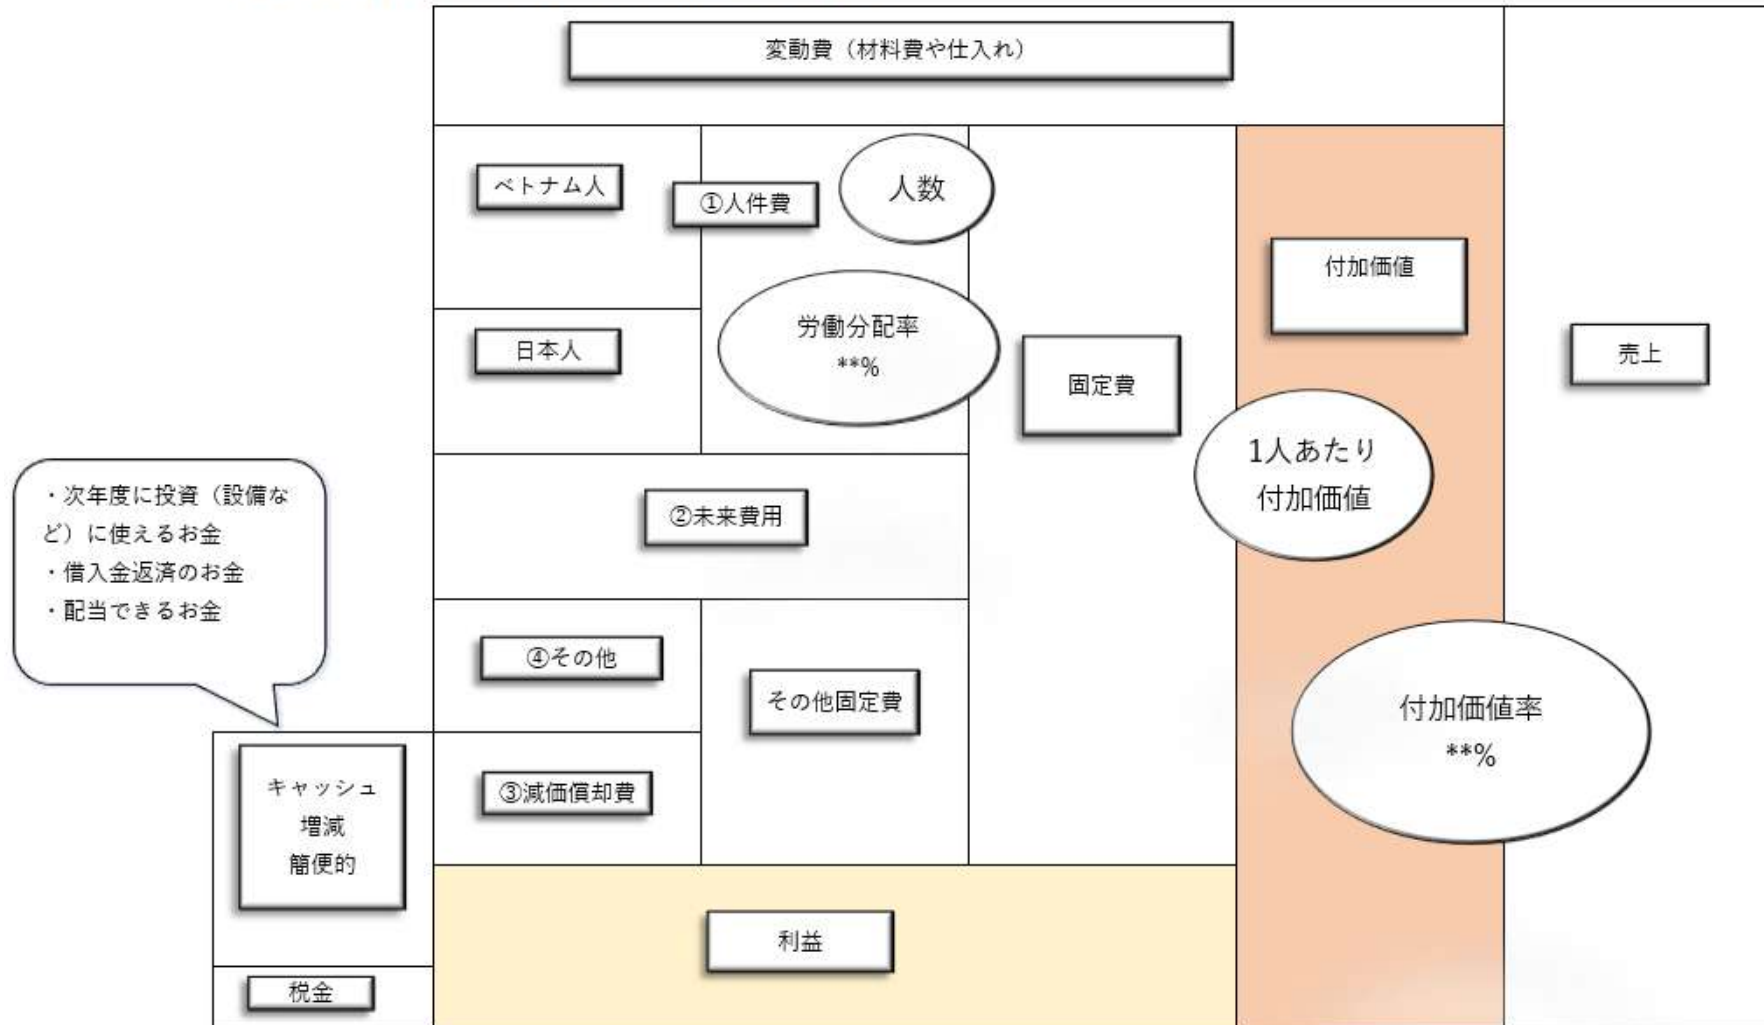 変動費（材料費や仕入れ）
ベトナム人
①人件費
人数
付加価値
労働分配率
**%
日本人
固定費
売上
1人あたり
付加価値
・次年度に投資（設備な
ど）に使えるお金
・借入金返済のお金
・配当できるお金
②未来費用
④その他
その他固定費
付加価値率
**%
キャッシュ
増減
簡便的
③減価償却費
利益
税金